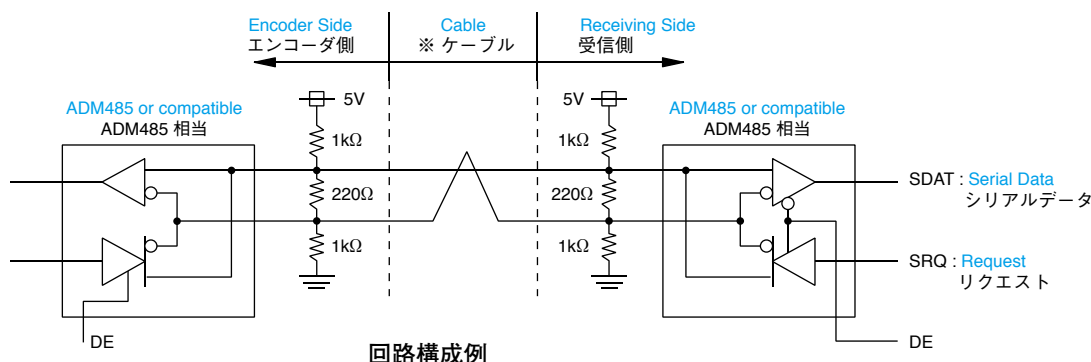 Encoder Side
エンコーダ側
Cable
※ ケーブル
Receiving Side
受信側
ADM485 or compatible
ADM485 相当
5V
1kΩ
220Ω
1kΩ
DE
5V
1kΩ
220Ω
1kΩ
ADM485 or compatible
ADM485 相当
SDAT : Serial Data
シリアルデータ
SRQ : Request
リクエスト
DE
回路構成例